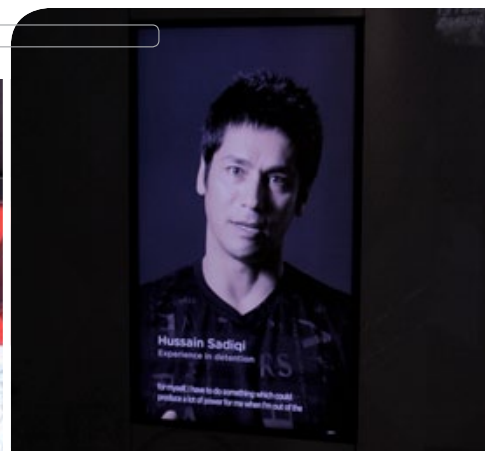 Hussain Sadiqi
Experience in detention
RS
for myself, I have to do something which could
produce a lot of power for me when I'm out of the